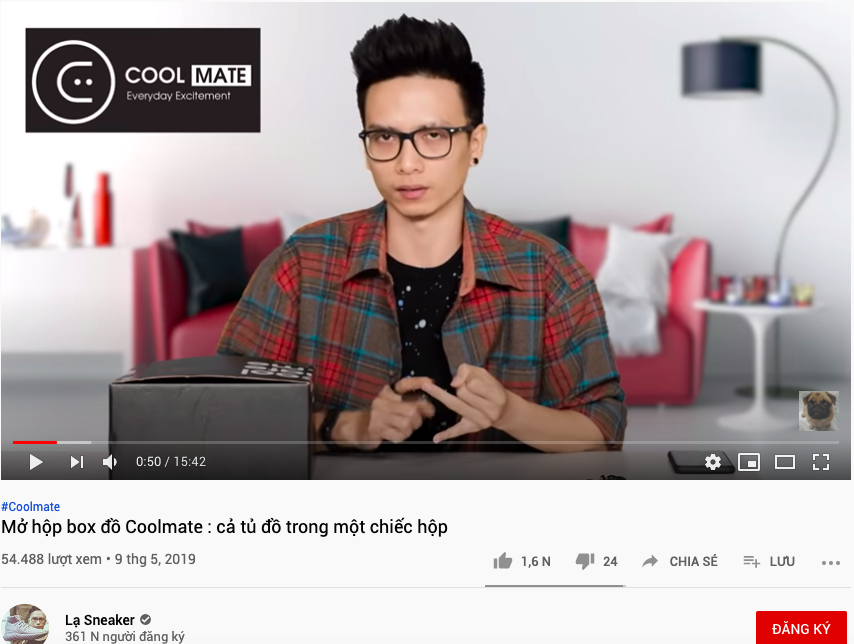 COOL MATE
Everyday Excitement
0:50 / 15:42
#Coolmate
Mở hộp box đồ Coolmate : cả tủ đồ trong một chiếc hộp
54.488 lượt xem • 9 thg 5, 2019
1,6 N
24
CHIA SẺ
LƯU
Lạ Sneaker
361 N người đăng ký
ĐĂNG KÝ